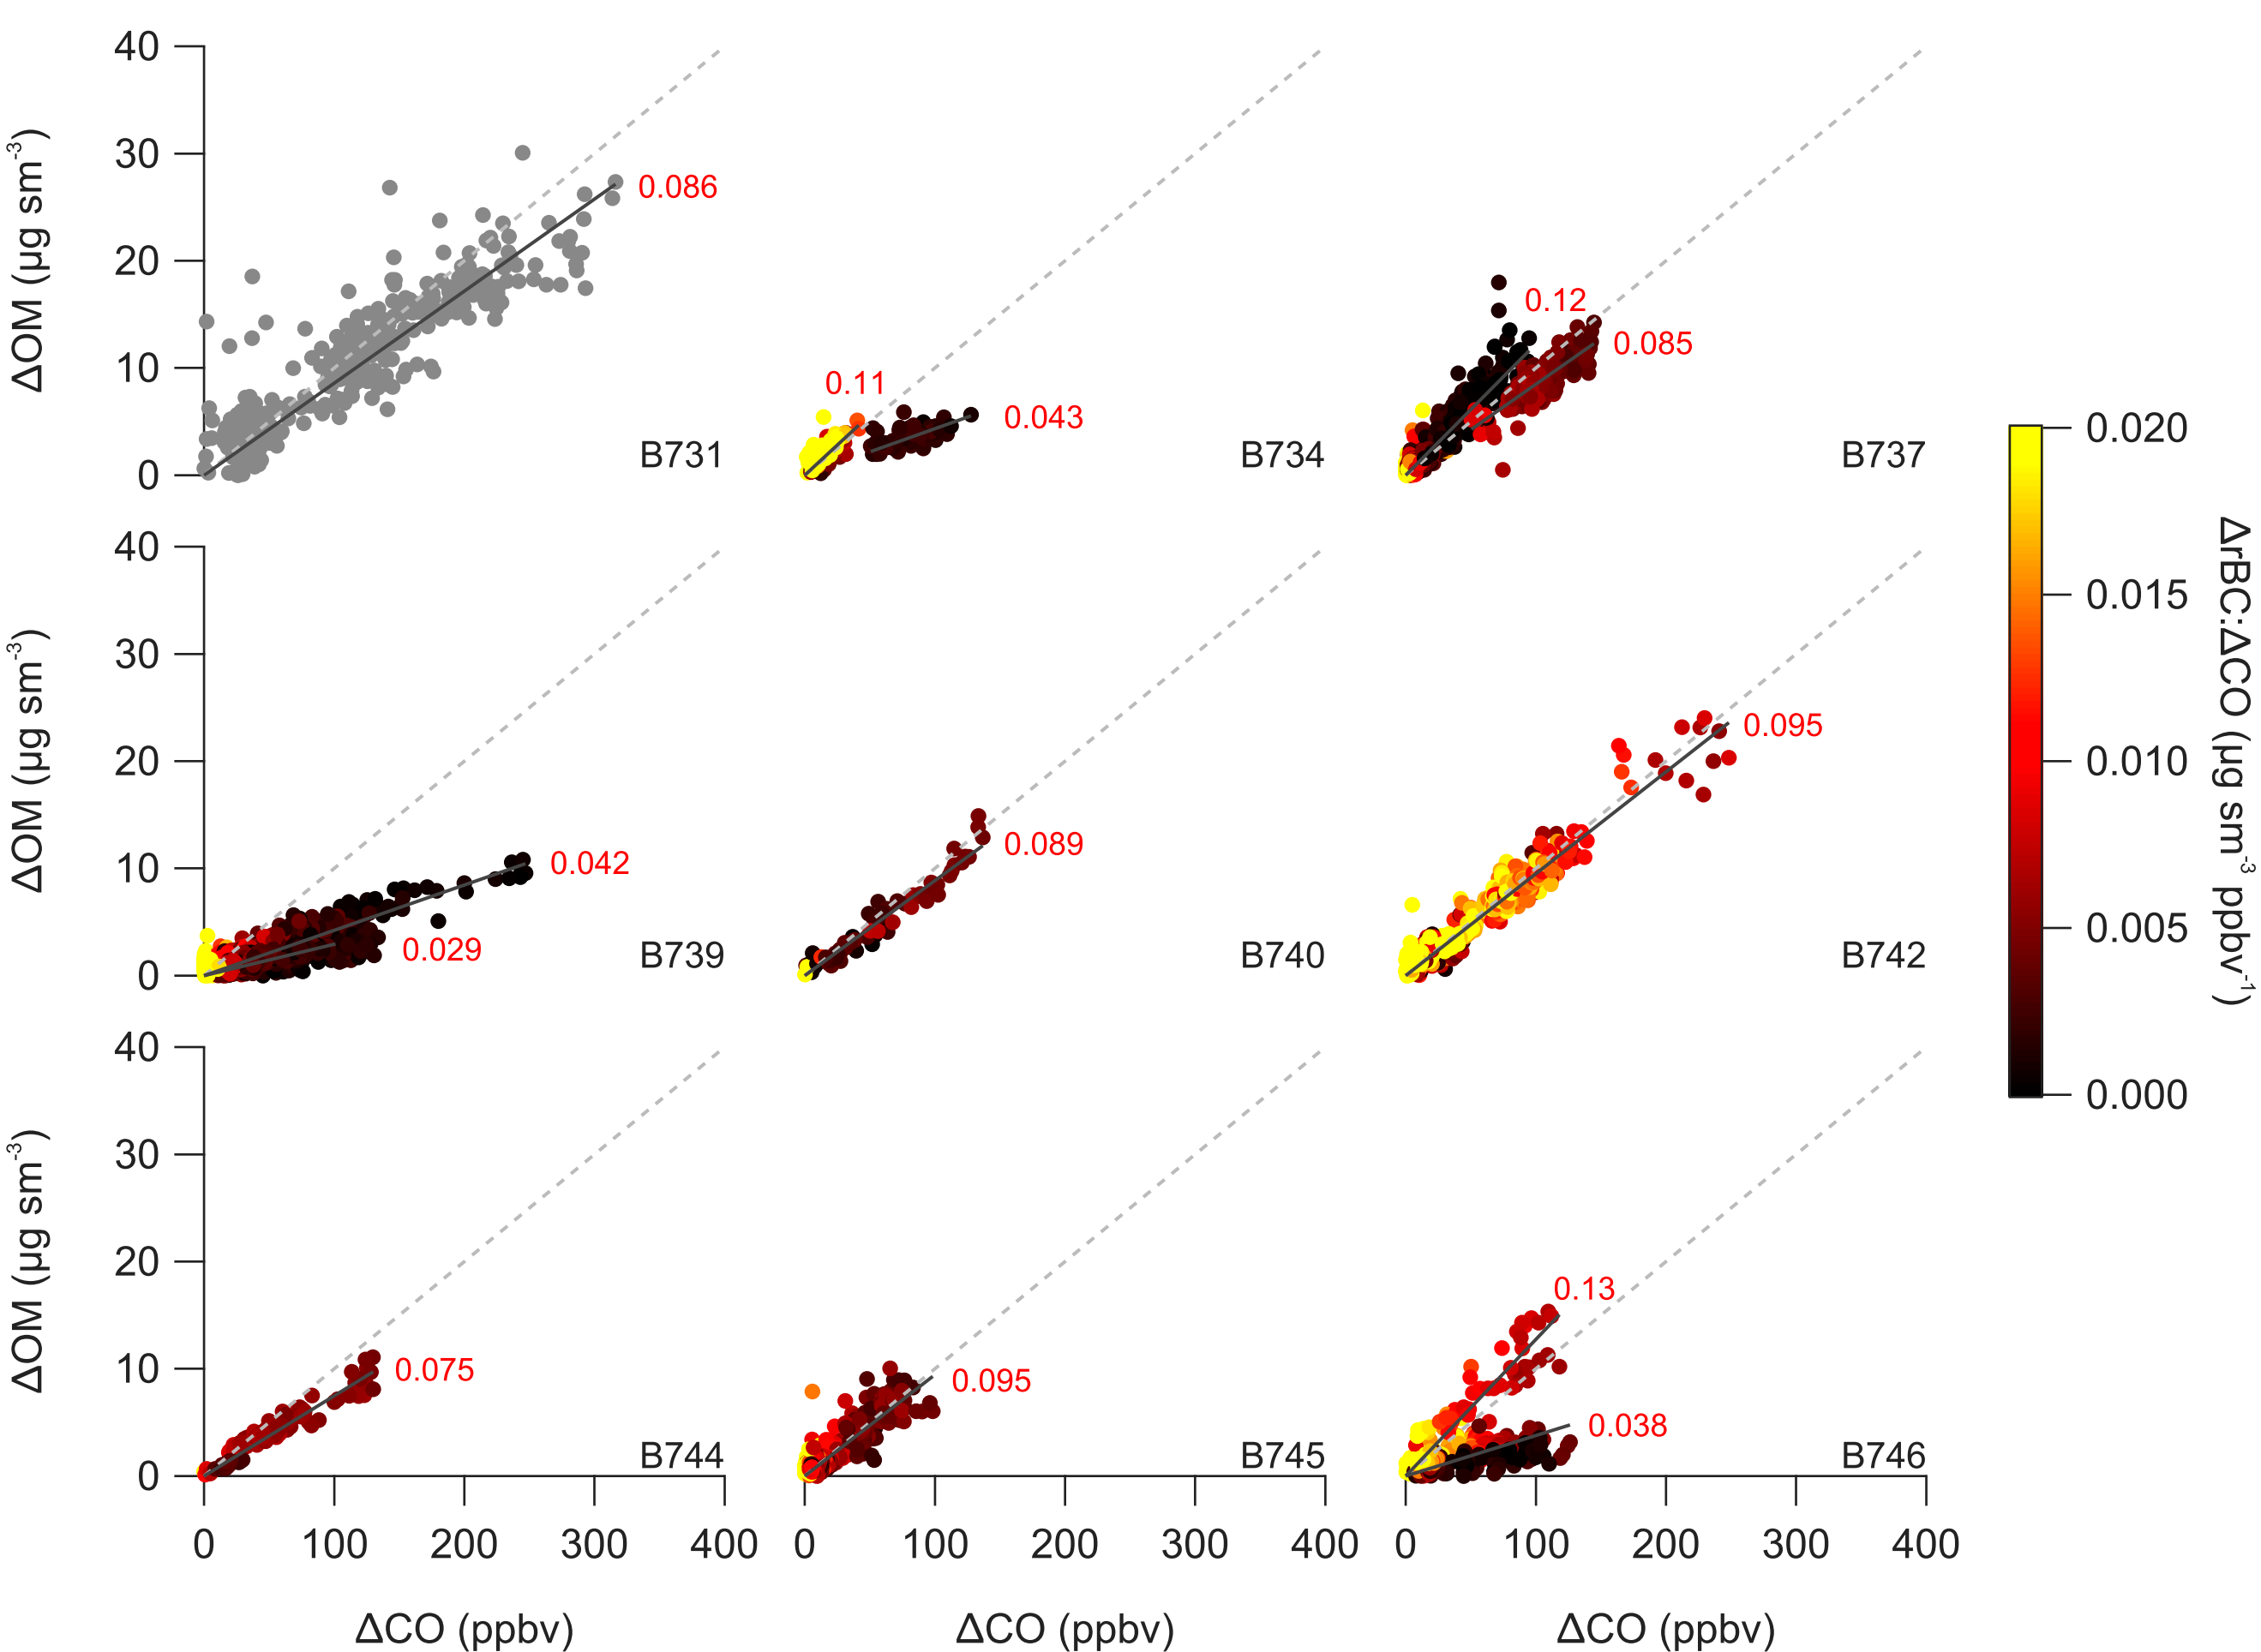 40
30
20
10
0
ΔOM (µg sm-3)
0.086
B731
0.11
0.043
B734
0.12
0.085
B737
40
30
20
10
0
ΔOM (µg sm-3)
0.042
0.029
B739
0.089
B740
0.095
B742
40
30
20
10
0
ΔOM (µg sm-3)
0.075
B744
0.095
B745
0.13
0.038
B746
0 100 200 300 400
0 100 200 300 400
0 100 200 300 400
ΔCO (ppbv)
ΔCO (ppbv)
ΔCO (ppbv)
0.020
0.015
0.010
0.005
0.000
ΔrBC:ΔCO (µg sm-3 ppbv-1)